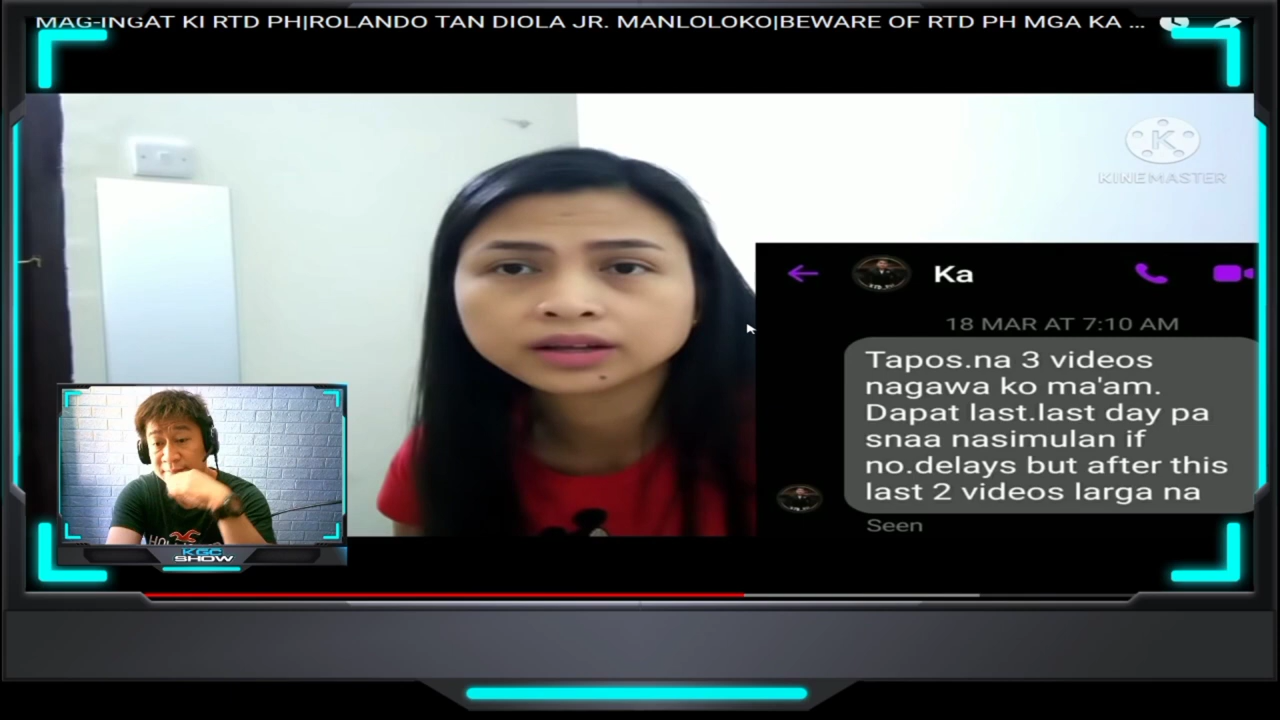 MAG-INGAT KI RTD PH|ROLANDO TAN DIOLA JR. MANLOLOKO|BEWARE OF RTD PH MGA KA ...
KINEMASTER
Ka
18 MAR AT 7:10 AM
Tapos.na 3 videos
nagawa ko ma'am.
Dapat last.last day pa
snaa nasimulan if
no.delays but after this
last 2 videos larga na
Seen
KGC
SHOW